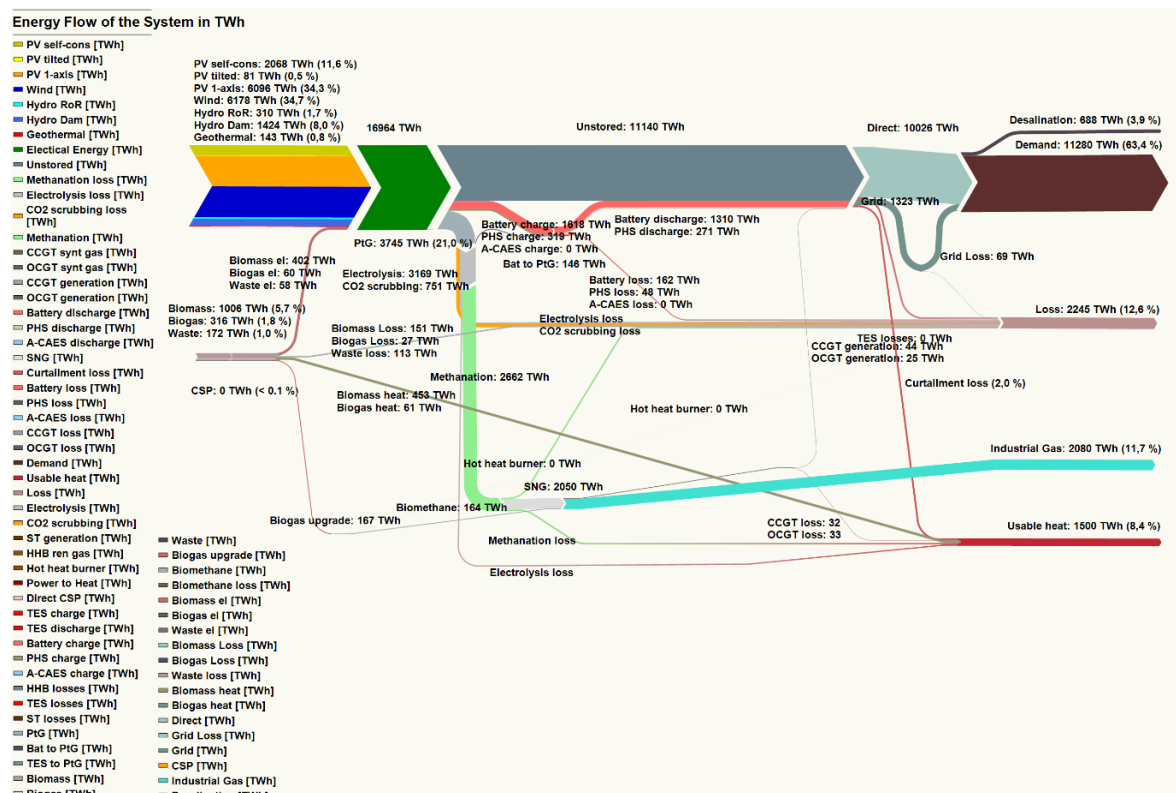 Energy Flow of the System in TWh
PV self-cons [TWh]
PV tilted [TWh]
PV 1-axis [TWh]
Wind [TWh]
Hydro RoR [TWh]
Hydro Dam [TWh]
Geothermal [TWh]
Electical Energy [TWh]
Unstored [TWh]
Methanation loss [TWh]
Electrolysis loss [TWh]
CO2 scrubbing loss
[TWh]
Methanation [TWh]
CCGT synt gas [TWh]
OCGT synt gas [TWh]
CCGT generation [TWh]
OCGT generation [TWh]
Battery discharge [TWh]
PHS discharge [TWh]
A-CAES discharge [TWh]
SNG [TWh]
Curtailment loss [TWh]
Battery loss [TWh]
PHS loss [TWh]
A-CAES loss [TWh]
CCGT loss [TWh]
OCGT loss [TWh]
Demand [TWh]
Usable heat [TWh]
Loss [TWh]
Electrolysis [TWh]
CO2 scrubbing [TWh]
ST generation [TWh]
HHB ren gas [TWh]
Hot heat burner [TWh]
Power to Heat [TWh]
Direct CSP [TWh]
TES charge [TWh]
TES discharge [TWh]
Battery charge [TWh]
PHS charge [TWh]
A-CAES charge [TWh]
HHB losses [TWh]
TES losses [TWh]
ST losses [TWh]
PtG [TWh]
Bat to PtG [TWh]
TES to PtG [TWh]
Biomass [TWh]
Waste [TWh]
Biogas upgrade [TWh]
Biomethane [TWh]
Biomethane loss [TWh]
Biomass el [TWh]
Biogas el [TWh]
Waste el [TWh]
Biomass Loss [TWh]
Biogas Loss [TWh]
Waste loss [TWh]
Biomass heat [TWh]
Biogas heat [TWh]
Direct [TWh]
Grid Loss [TWh]
Grid [TWh]
CSP [TWh]
Industrial Gas [TWh]
PV self-cons: 2068 TWh (11,6 %)
PV tilted: 81 TWh (0,5 %)
PV 1-axis: 6096 TWh (34,3 %)
Wind: 6178 TWh (34,7 %)
Hydro RoR: 310 TWh (1,7 %)
Hydro Dam: 1424 TWh (8,0 %)
Geothermal: 143 TWh (0,8 %)
16964 TWh
Unstored: 11140 TWh
Direct: 10026 TWh
Desalination: 688 TWh (3,9 %)
Demand: 11280 TWh (63,4 %)
Grid: 1323 TWh
Battery charge: 1618 TWh
PHS charge: 319 TWh
A-CAES charge: 0 TWh
Battery discharge: 1310 TWh
PHS discharge: 271 TWh
PtG: 3745 TWh (21,0 %)
Bat to PtG: 146 TWh
Grid Loss: 69 TWh
Biomass el: 402 TWh
Biogas el: 60 TWh
Waste el: 58 TWh
Electrolysis: 3169 TWh
CO2 scrubbing: 751 TWh
Battery loss: 162 TWh
PHS loss: 48 TWh
A-CAES loss: 0 TWh
Biomass: 1006 TWh (5,7 %)
Biogas: 316 TWh (1,8 %)
Waste: 172 TWh (1,0 %)
Loss: 2245 TWh (12,6 %)
Electrolysis loss
CO2 scrubbing loss
Biomass Loss: 151 TWh
Biogas Loss: 27 TWh
Waste loss: 113 TWh
TES losses: 0 TWh
CCGT generation: 44 TWh
OCGT generation: 25 TWh
Methanation: 2662 TWh
Curtailment loss (2,0 %)
CSP: 0 TWh (< 0.1 %)
Biomass heat: 453 TWh
Biogas heat: 61 TWh
Hot heat burner: 0 TWh
Industrial Gas: 2080 TWh (11,7 %)
Hot heat burner: 0 TWh
SNG: 2050 TWh
Biomethane: 164 TWh
Biogas upgrade: 167 TWh
CCGT loss: 32
OCGT loss: 33
Usable heat: 1500 TWh (8,4 %)
Methanation loss
Electrolysis loss